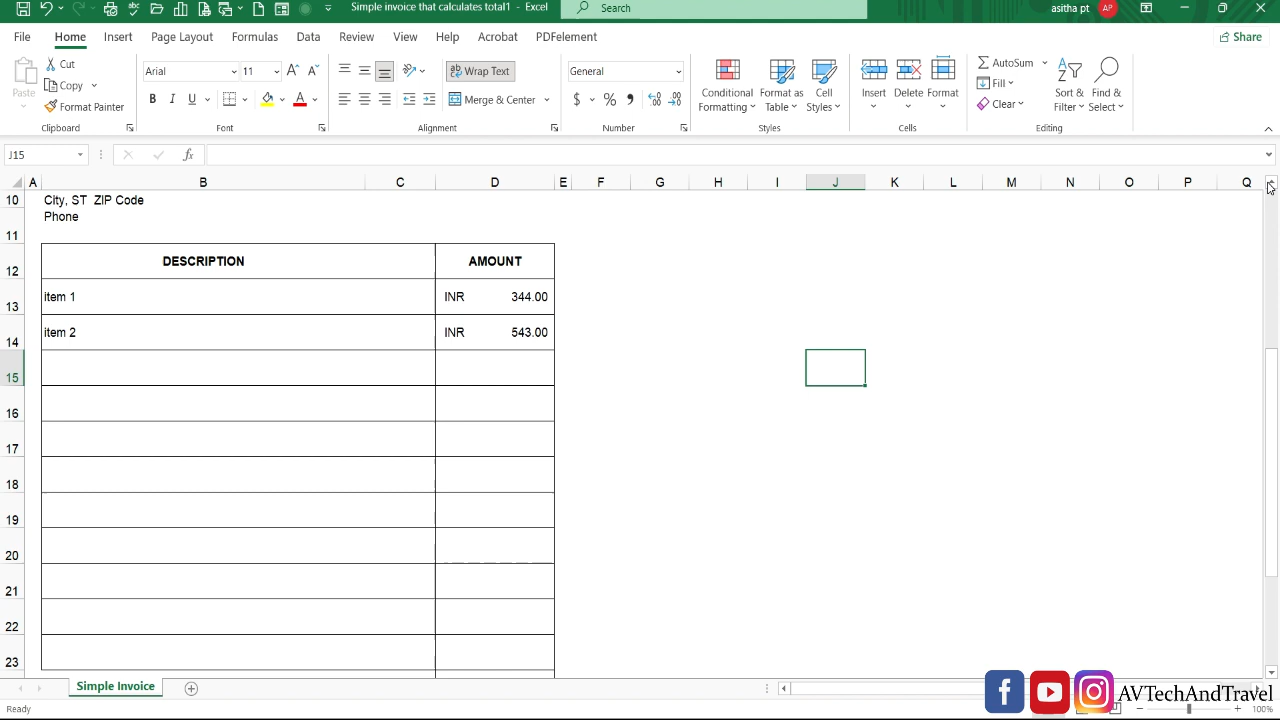 Simple invoice that calculates total1 - Excel
Search
asitha pt
AP
File Home Insert Page Layout Formulas Data Review View Help Acrobat PDFelement
Share
Paste
Cut
Copy
Format Painter
Clipboard
Arial
11
B I U
Font
Wrap Text
Merge & Center
Alignment
General
$ % ,
Number
Conditional Formatting
Format as Table
Cell Styles
Styles
Insert Delete Format
Cells
AutoSum
Fill
Clear
Sort & Filter
Find & Select
Editing
J15
fx
A B C D E F G H I J K L M N O P Q
10 City, ST ZIP Code
Phone
11
12 DESCRIPTION AMOUNT
13 item 1 INR 344.00
14 item 2 INR 543.00
15
16
17
18
19
20
21
22
23
Simple Invoice
Ready
AVTechAndTravel
100%